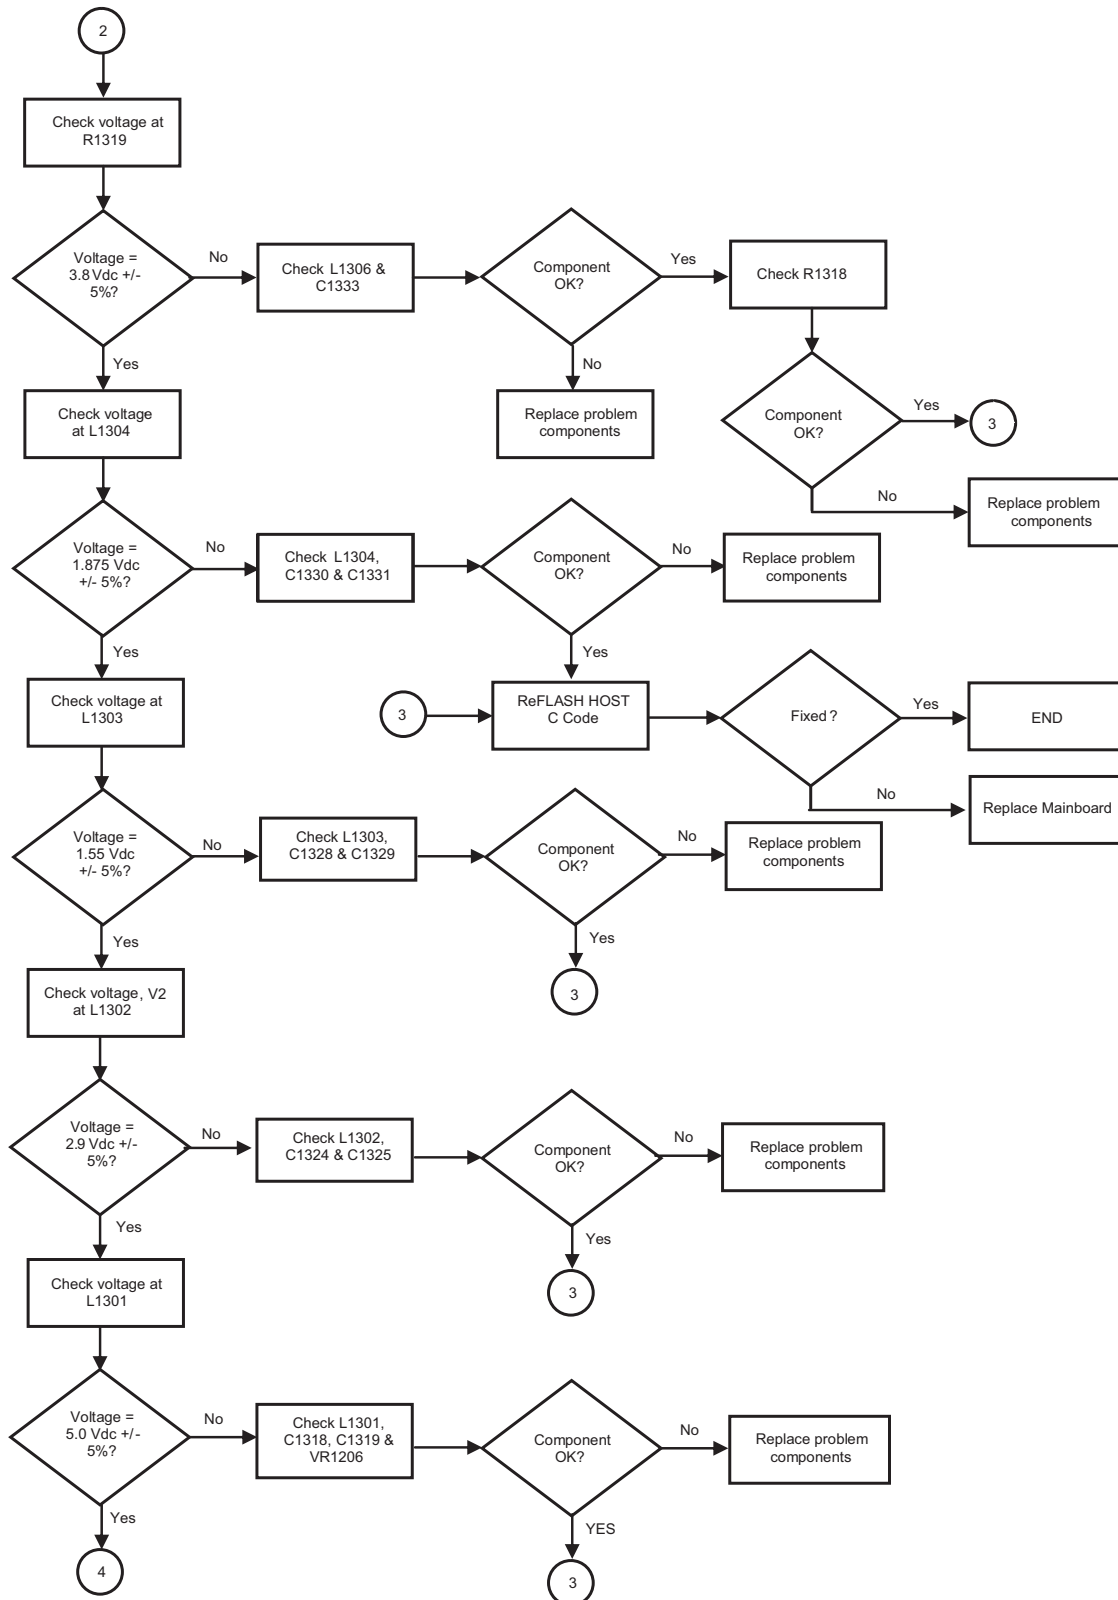 2
Check voltage at
R1319
Voltage =
3.8 Vdc +/-
5%?
No
Check L1306 &
C1333
Component
OK?
Yes
Check R1318
No
Replace problem
components
Component
OK?
Yes
3
No
Replace problem
components
Yes
Check voltage
at L1304
Voltage =
1.875 Vdc
+/- 5%?
No
Check L1304,
C1330 & C1331
Component
OK?
No
Replace problem
components
Yes
3
ReFLASH HOST
C Code
Fixed ?
Yes
END
No
Replace Mainboard
Yes
Check voltage at
L1303
Voltage =
1.55 Vdc
+/- 5%?
No
Check L1303,
C1328 & C1329
Component
OK?
No
Replace problem
components
Yes
3
Yes
Check voltage, V2
at L1302
Voltage =
2.9 Vdc +/-
5%?
No
Check L1302,
C1324 & C1325
Component
OK?
No
Replace problem
components
Yes
3
Yes
Check voltage at
L1301
Voltage =
5.0 Vdc +/-
5%?
No
Check L1301,
C1318, C1319 &
VR1206
Component
OK?
No
Replace problem
components
YES
3
Yes
4